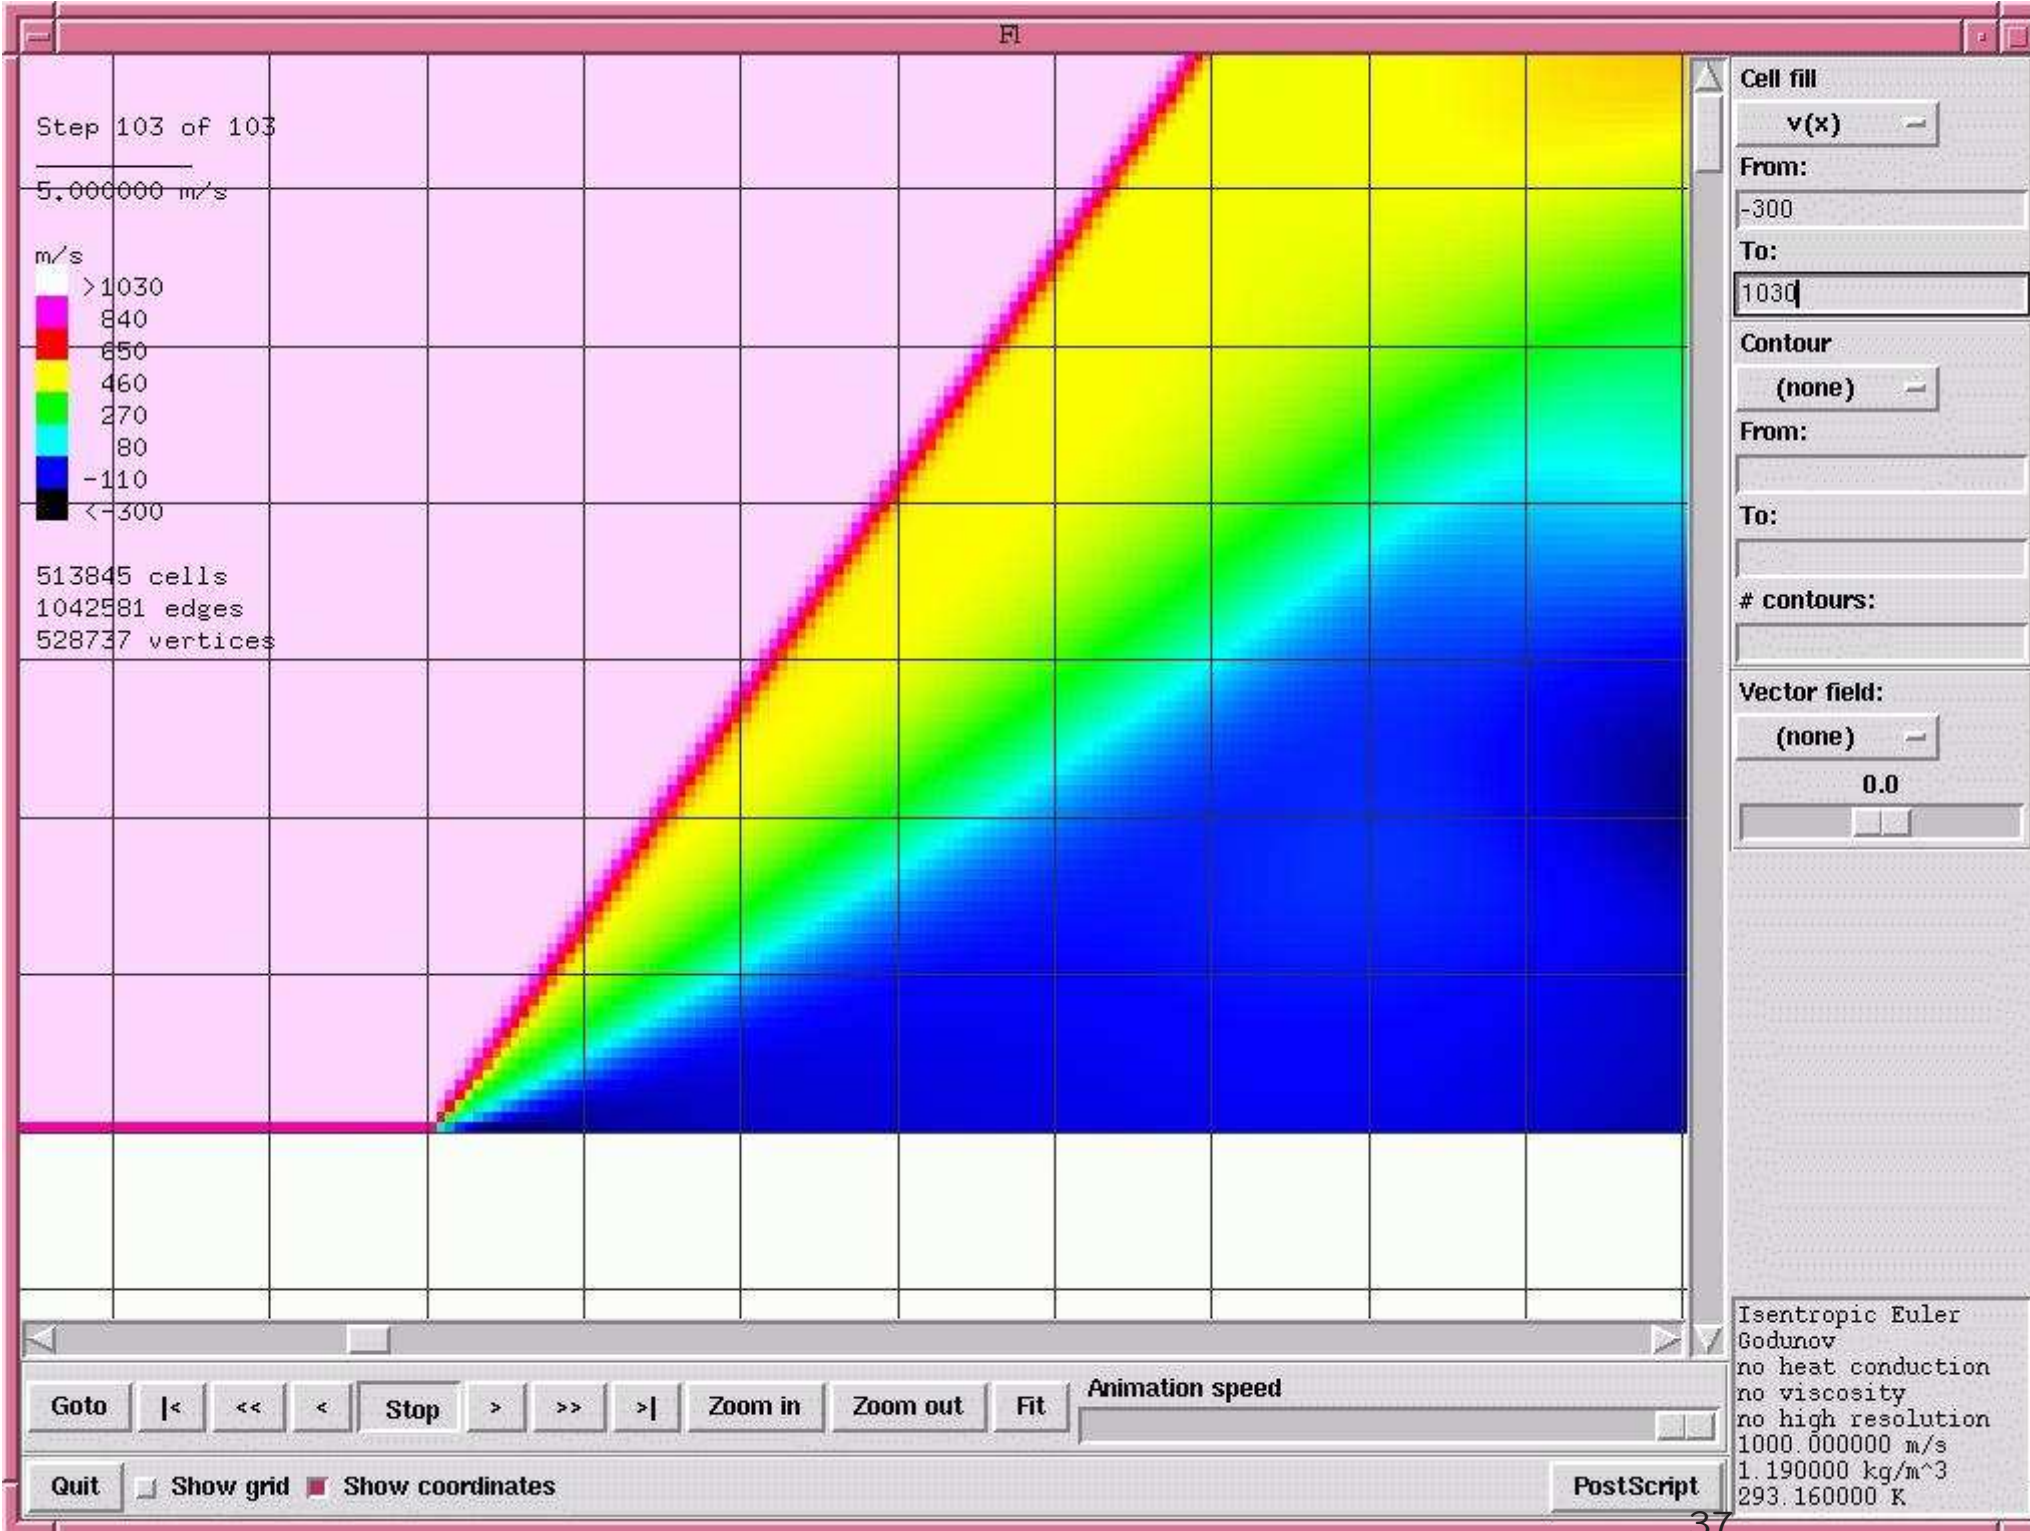 Fl
Step 103 of 103
5.000000 m/s
m/s
>1030
840
650
460
270
80
-110
<-300
513845 cells
1042581 edges
528737 vertices
Cell fill
v(x)
From:
-300
To:
1030
Contour
(none)
From:
To:
# contours:
Vector field:
(none)
0.0
Isentropic Euler
Godunov
no heat conduction
no viscosity
no high resolution
1000.000000 m/s
1.190000 kg/m^3
293.160000 K
Goto |< << < Stop > >> >| Zoom in Zoom out Fit Animation speed
Quit Show grid Show coordinates PostScript
37